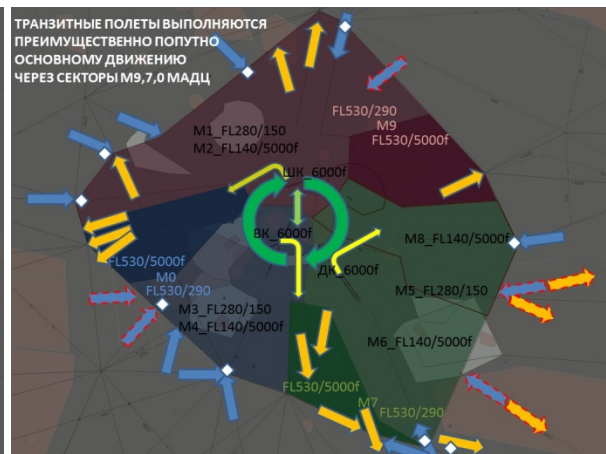 ТРАНЗИТНЫЕ ПОЛЕТЫ ВЫПОЛНЯЮТСЯ
ПРЕИМУЩЕСТВЕННО ПОПУТНО
ОСНОВНОМУ ДВИЖЕНИЮ
ЧЕРЕЗ СЕКТОРЫ М9,7,0 МАДЦ
FL530/290
M9
FL530/5000f
M1_FL280/150
M2_FL140/5000f
ШК_6000f
ВК_6000f
M8_FL140/5000f
FL530/5000f
M0
FL530/290
ДК_6000f
M5_FL280/150
M3_FL280/150
M4_FL140/5000f
M6_FL140/5000f
FL530/5000f
M7
FL530/290